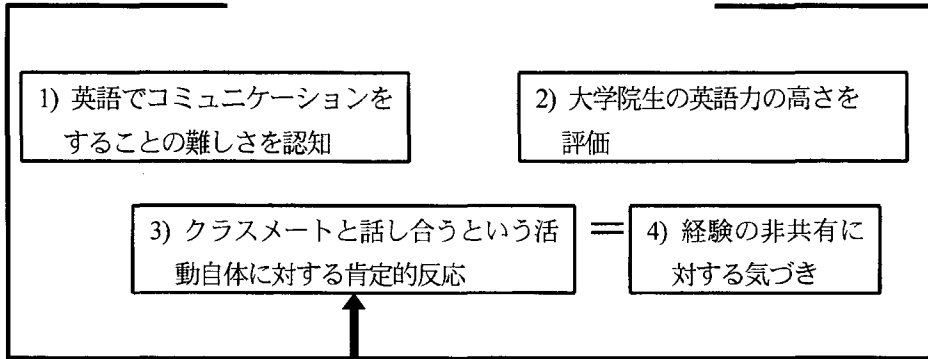 1) 英語でコミュニケーションを
することの難しさを認知
2) 大学院生の英語力の高さを
評価
3) クラスメートと話し合うという活
動自体に対する肯定的反応
4) 経験の非共有に
対する気づき